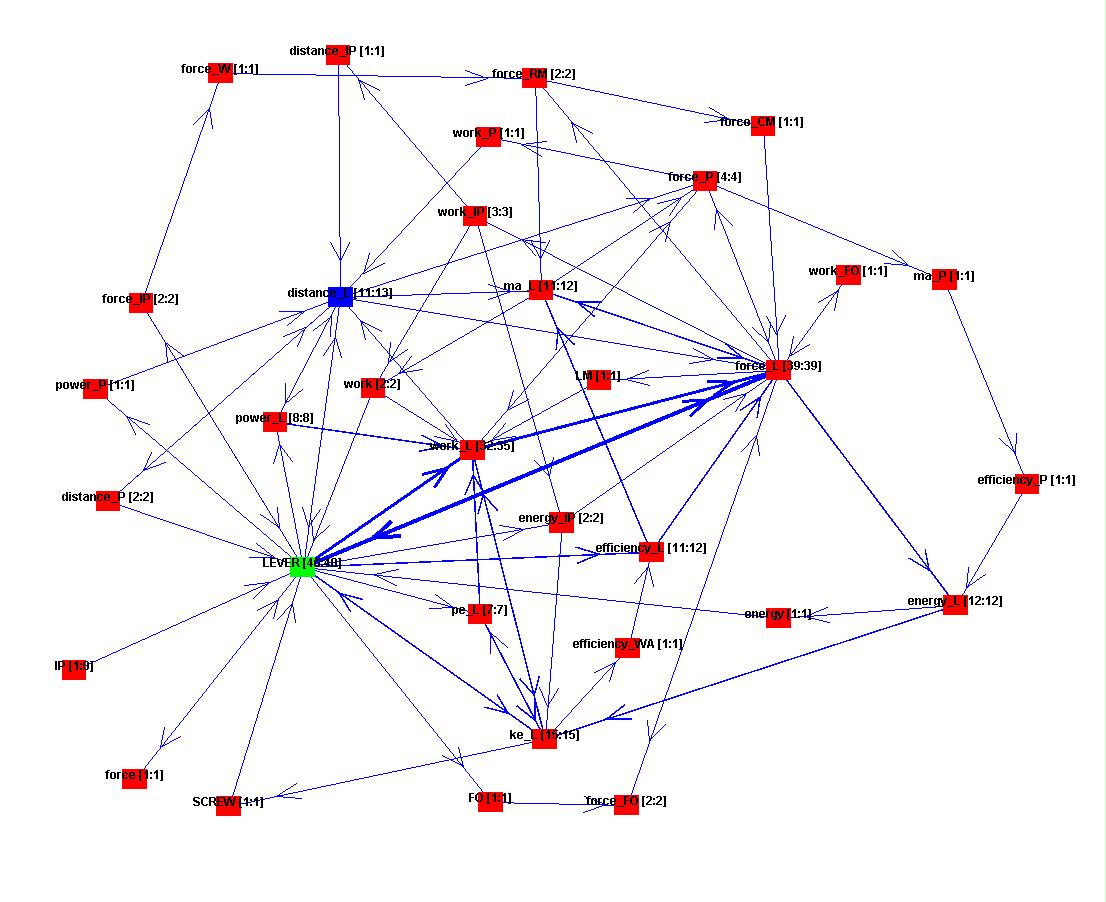 distance_IP [1:1]
force_W [1:1]
force_RM [2:2]
force_CM [1:1]
work_P [1:1]
force_P [4:4]
work_IP [3:3]
work_FO [1:1]
ma_P [1:1]
ma_L [11:12]
distance_L [11:13]
force_IP [2:2]
force_L [39:39]
LM [1:1]
power_P [1:1]
work [2:2]
power_L [8:8]
work_L [32:35]
efficiency_P [1:1]
distance_P [2:2]
energy_IP [2:2]
efficiency_L [11:12]
LEVER
energy_L [12:12]
pe_L [7:7]
energy [1:1]
efficiency_WA [1:1]
IP [1:9]
ke_L [15:15]
force [1:1]
SCREW [1:1]
FO [1:1]
force_FO [2:2]